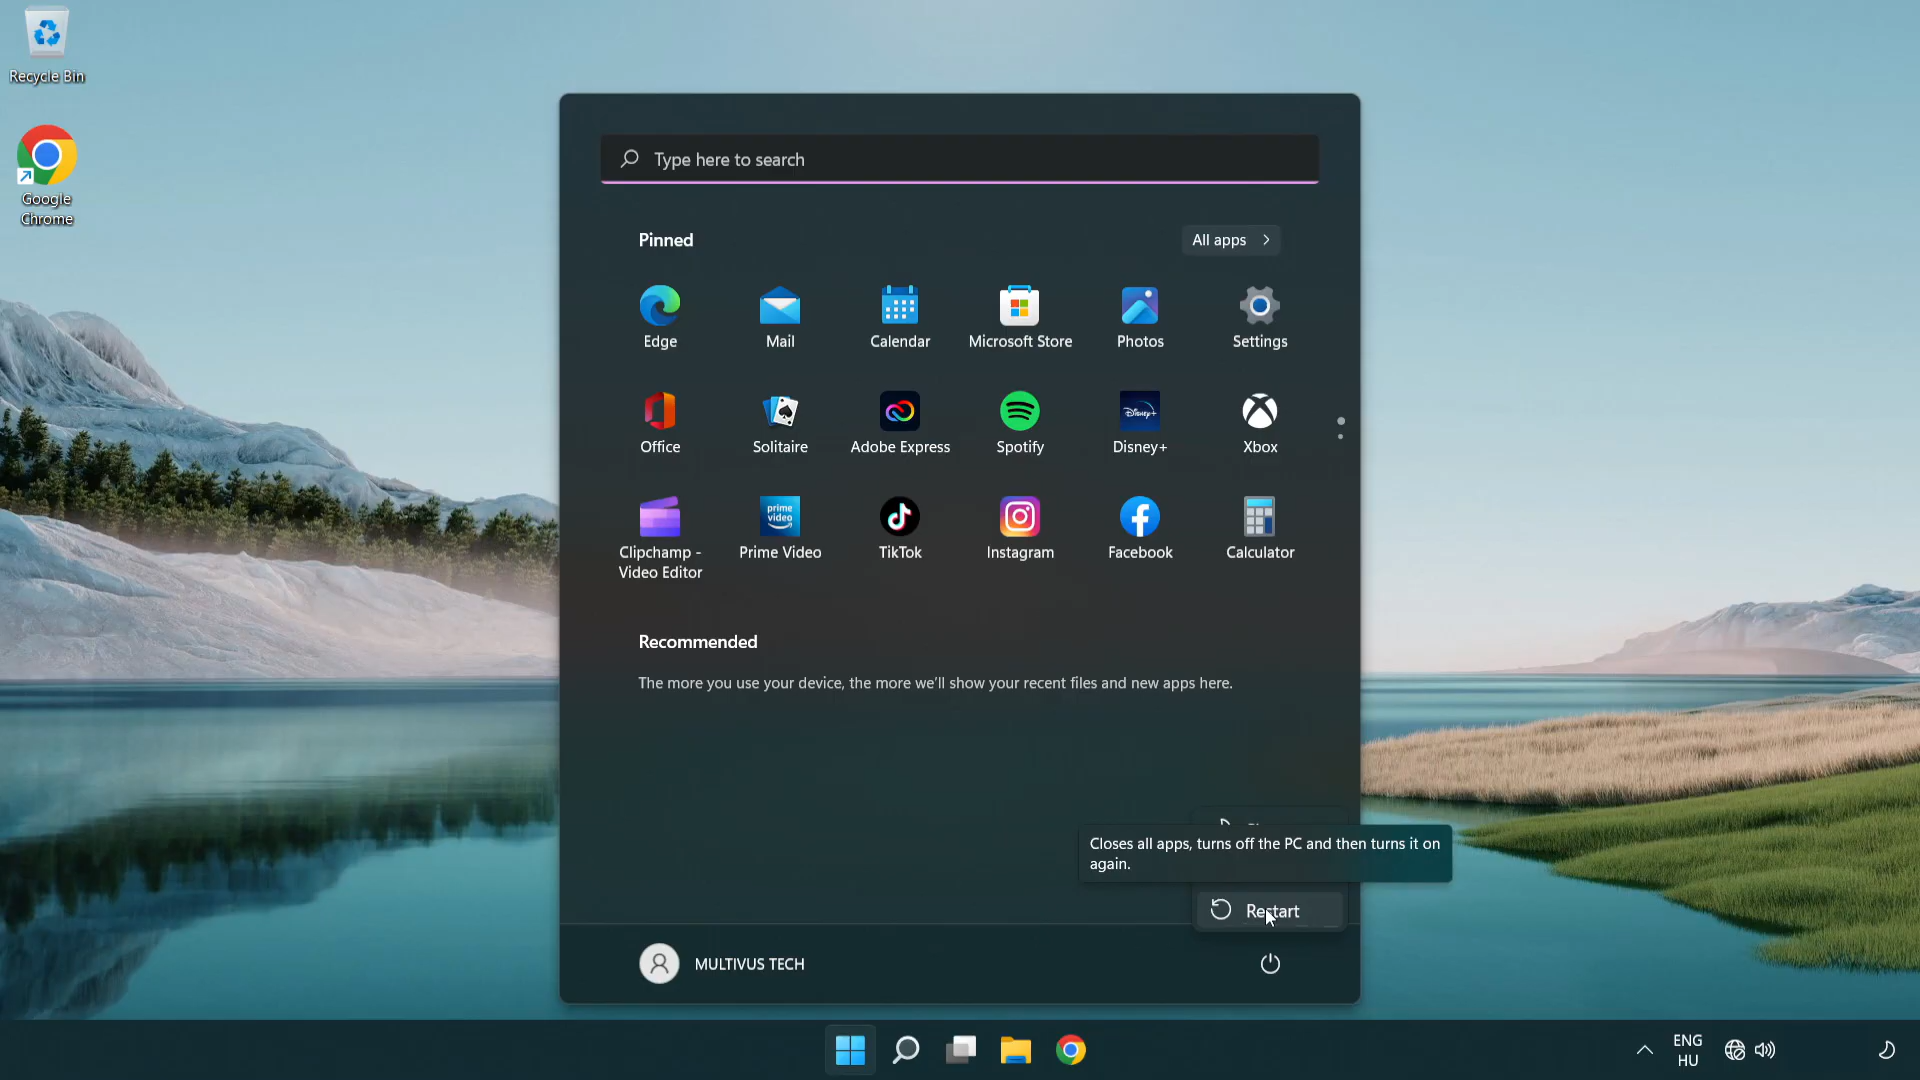 Recycle Bin
Google
Chrome
Type here to search
Pinned
All apps
Edge
Mail
Calendar
Microsoft Store
Photos
Settings
Office
Solitaire
Adobe Express
Spotify
Disney+
Disney+
Xbox
prime
video
Clipchamp -
Video Editor
Prime Video
TikTok
Instagram
Facebook
Calculator
Recommended
The more you use your device, the more we'll show your recent files and new apps here.
Closes all apps, turns off the PC and then turns it on
again.
Restart
MULTIVUS TECH
ENG
HU